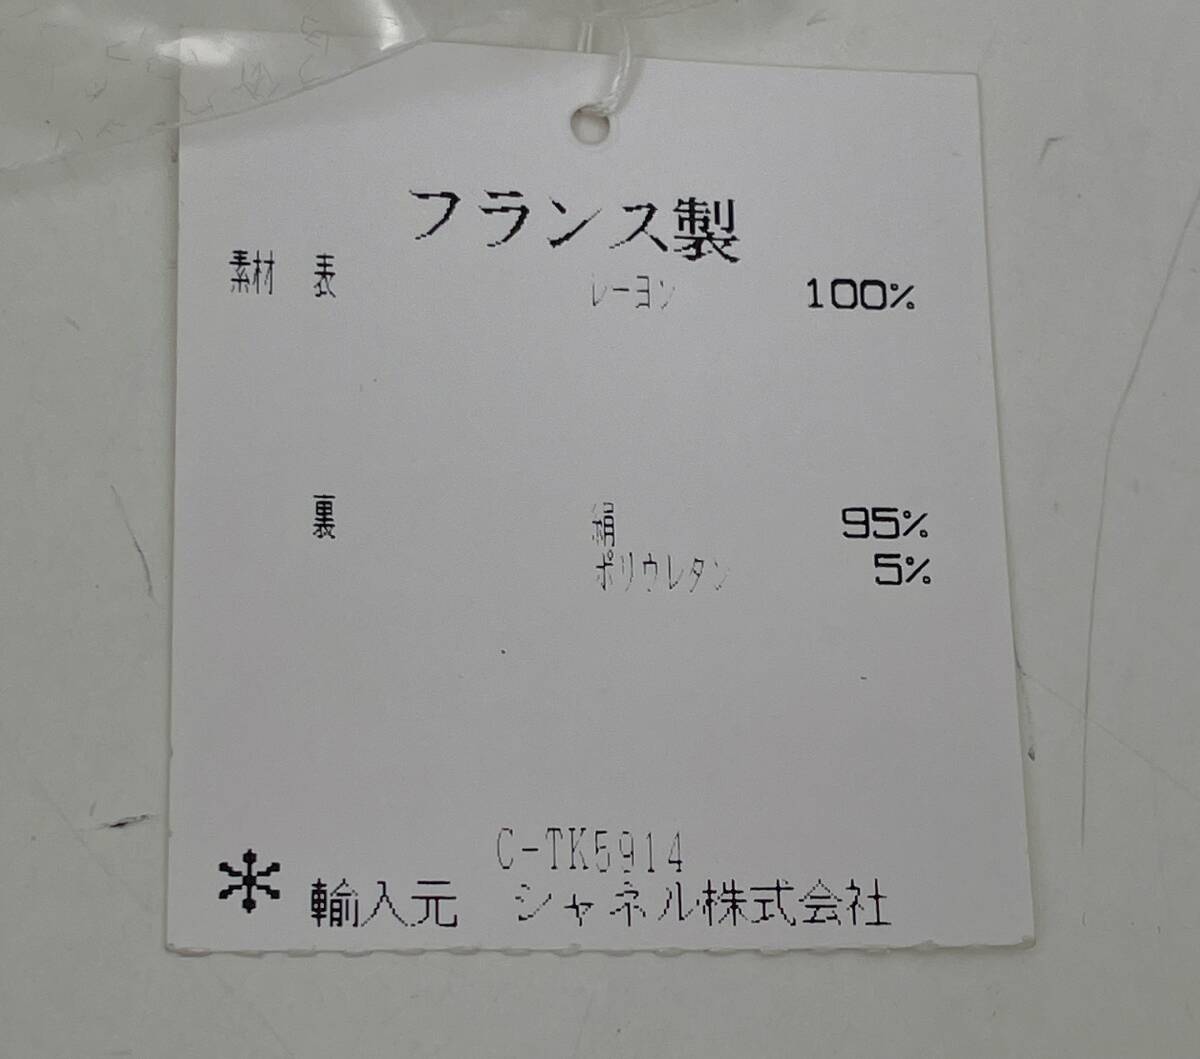 フランス製
素材 表 レーヨン 100%
裏 絹 95%
ポリウレタン 5%
C-TK5914
* 輸入元 シャネル株式会社